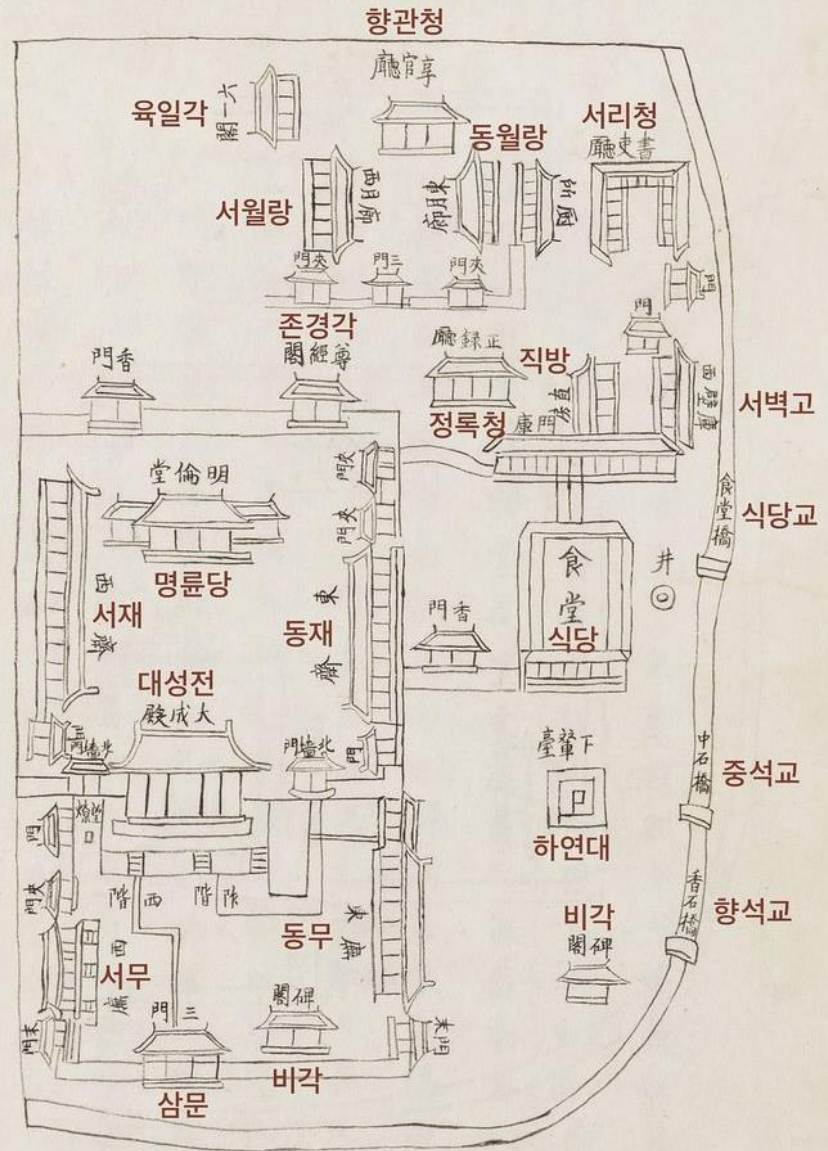 향관청
廳官享
육일각
閣一六
동월랑
서리청
廳吏書
서월랑
西月廊
東月廊
門夾
門三
門夾
門
門
존경각
閣經尊
廳錄正
직방
直房
정록청
庫門
西壁庫
서벽고
門香
門香
堂倫明
명륜당
門夾
門夾
食堂橋
식당교
西齋
서재
東齋
동재
食堂
식당
井
대성전
殿成大
門墻北
門墻北
門
臺輦下
하연대
中石橋
중석교
門
門夾
階西
階阼
동무
東廡
香石橋
향석교
비각
閣碑
서무
西廡
閣碑
비각
門三
삼문
東門